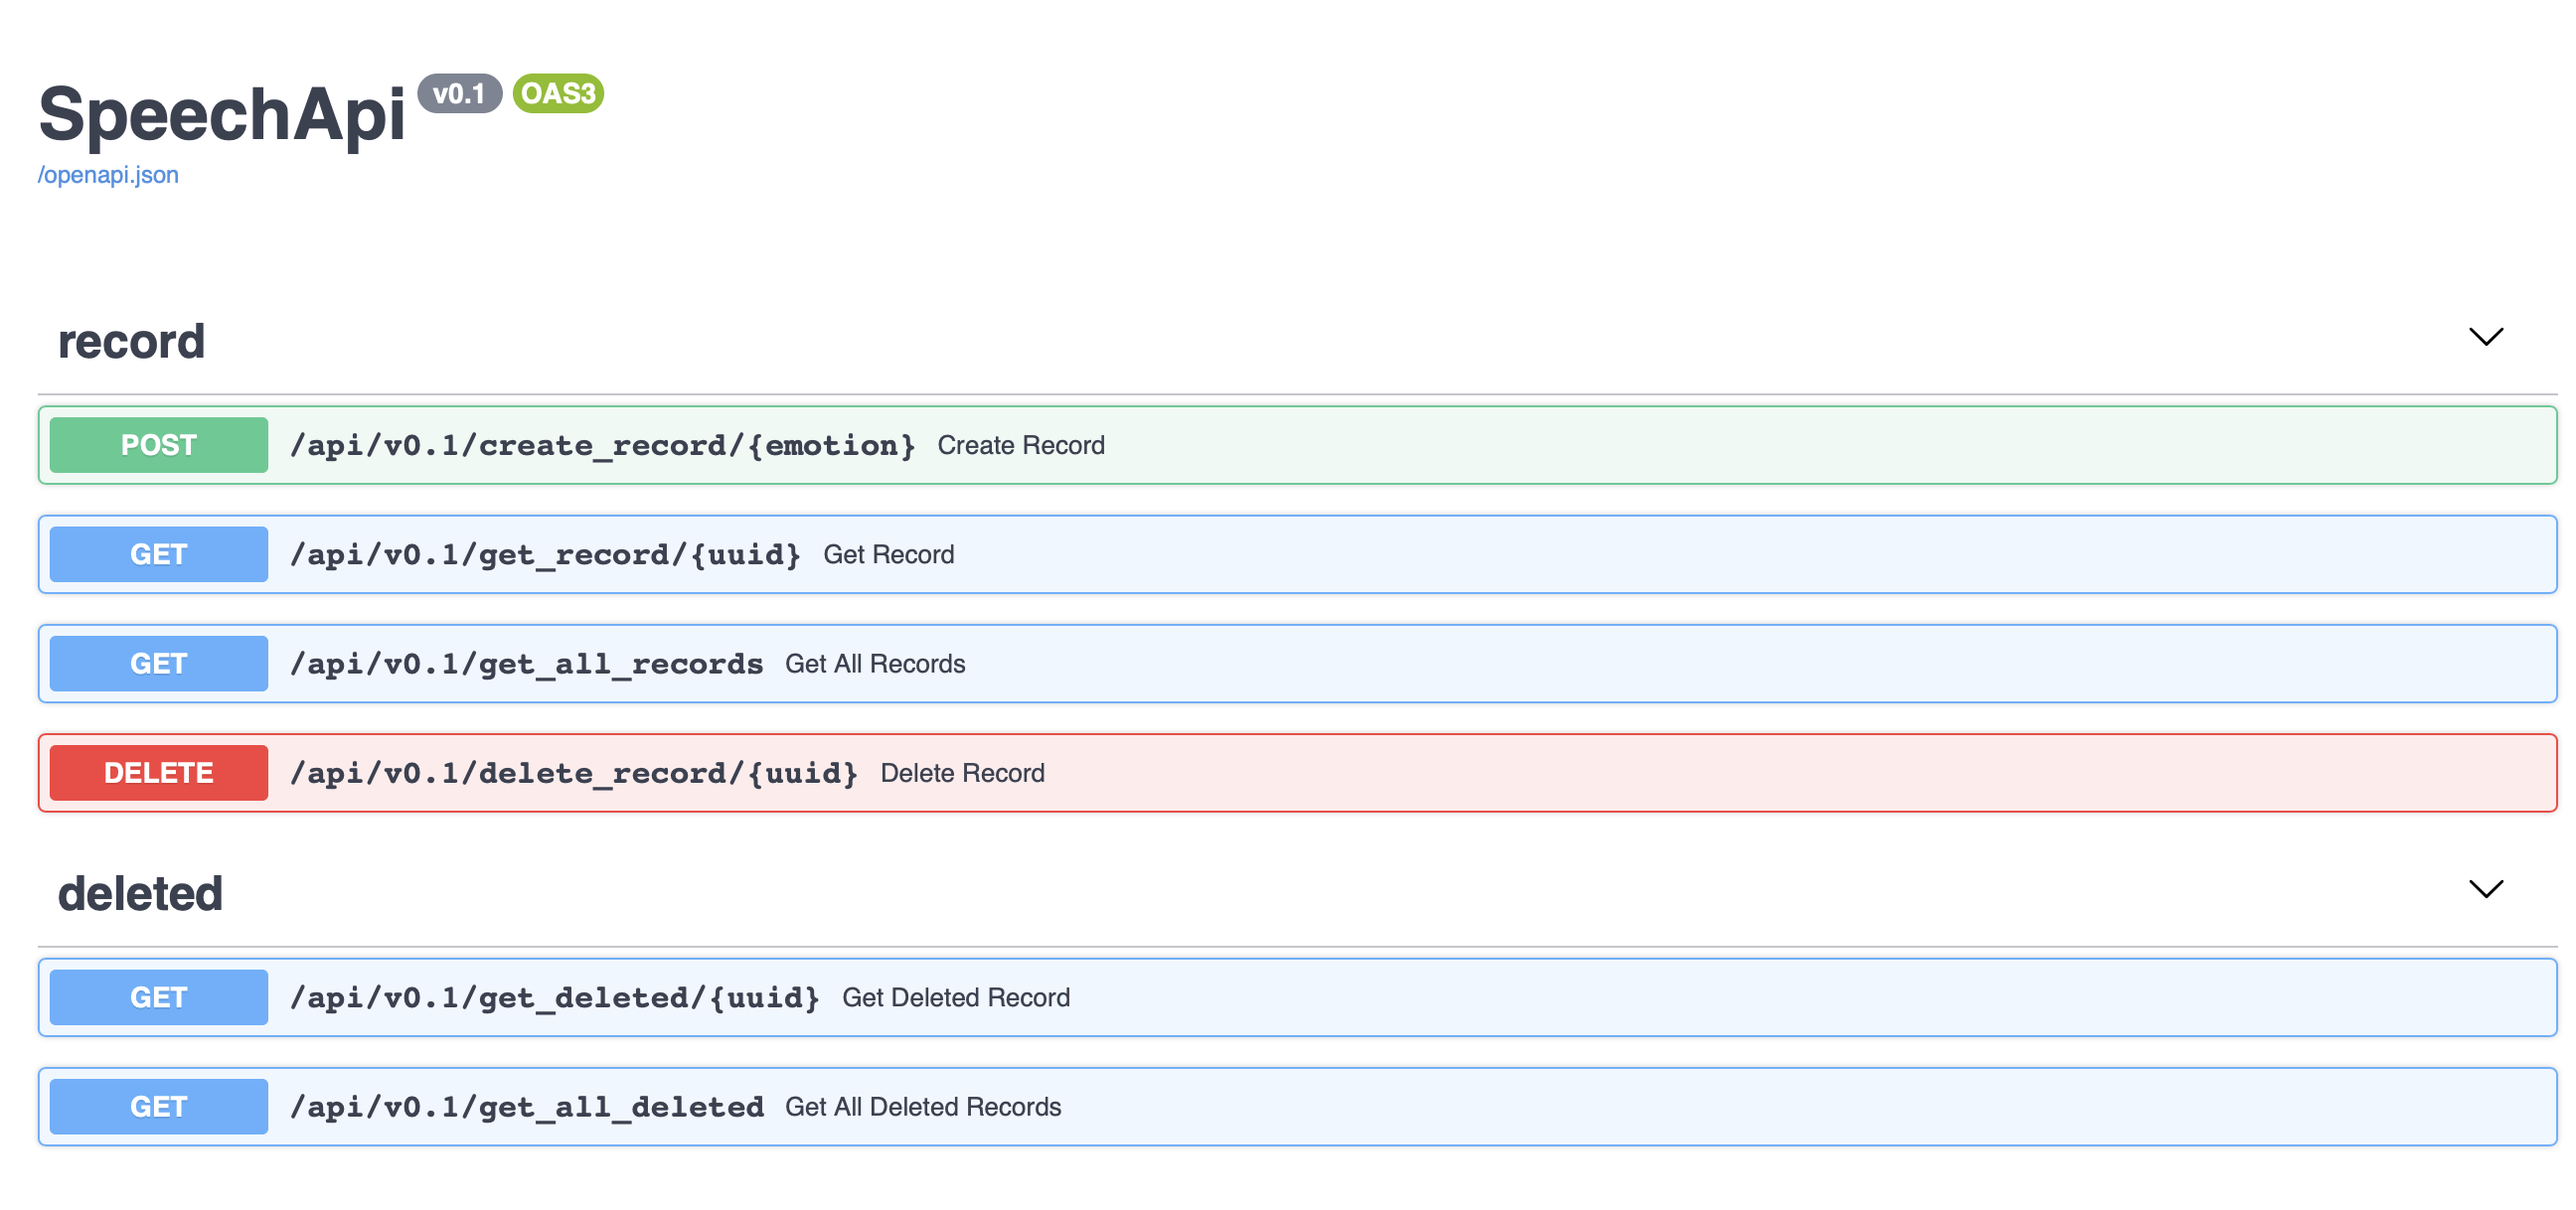 SpeechApi v0.1 OAS3
/openapi.json
record
POST /api/v0.1/create_record/{emotion} Create Record
GET /api/v0.1/get_record/{uuid} Get Record
GET /api/v0.1/get_all_records Get All Records
DELETE /api/v0.1/delete_record/{uuid} Delete Record
deleted
GET /api/v0.1/get_deleted/{uuid} Get Deleted Record
GET /api/v0.1/get_all_deleted Get All Deleted Records